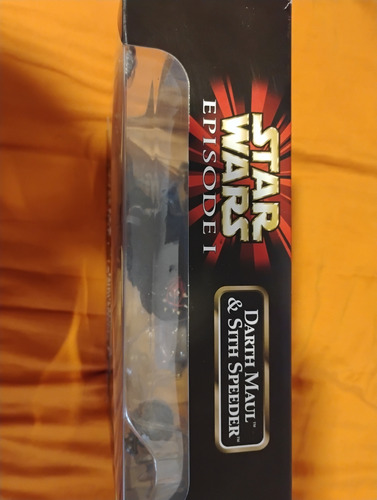 STAR
WARS
EPISODE I
DARTH MAUL™
& SITH SPEEDER™